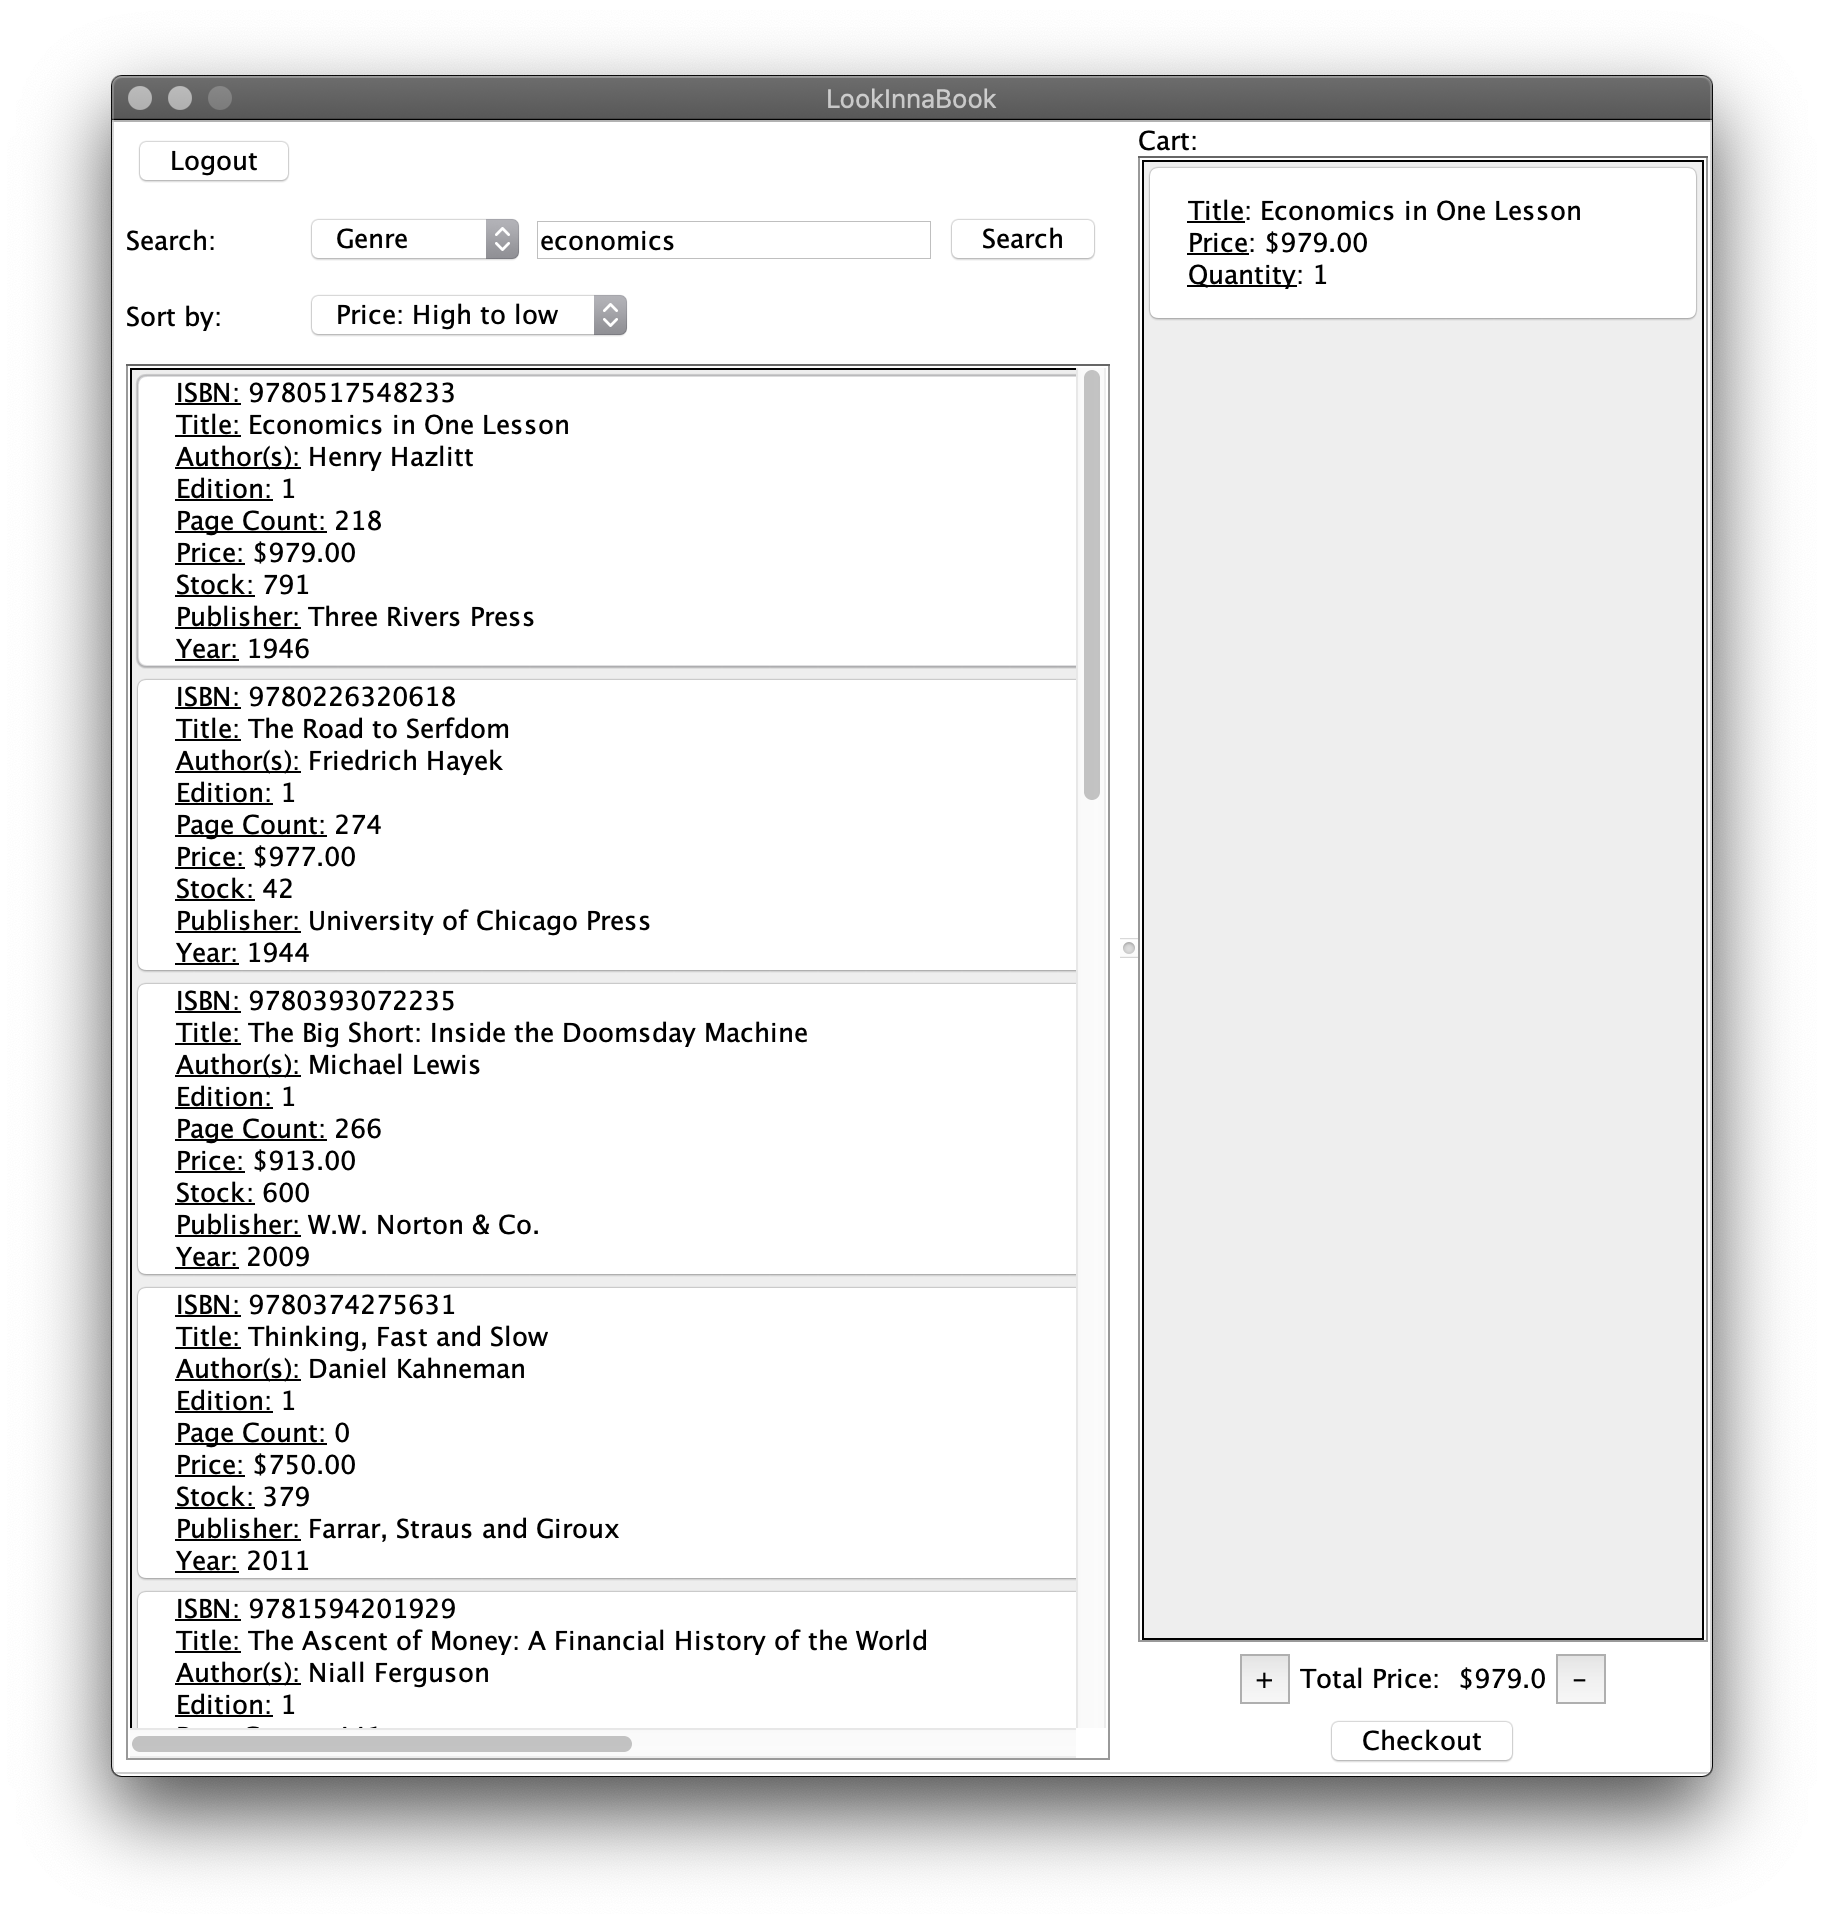 LookInnaBook
Logout
Search:
Genre
economics
Search
Sort by:
Price: High to low
ISBN: 9780517548233
Title: Economics in One Lesson
Author(s): Henry Hazlitt
Edition: 1
Page Count: 218
Price: $979.00
Stock: 791
Publisher: Three Rivers Press
Year: 1946
ISBN: 9780226320618
Title: The Road to Serfdom
Author(s): Friedrich Hayek
Edition: 1
Page Count: 274
Price: $977.00
Stock: 42
Publisher: University of Chicago Press
Year: 1944
ISBN: 9780393072235
Title: The Big Short: Inside the Doomsday Machine
Author(s): Michael Lewis
Edition: 1
Page Count: 266
Price: $913.00
Stock: 600
Publisher: W.W. Norton & Co.
Year: 2009
ISBN: 9780374275631
Title: Thinking, Fast and Slow
Author(s): Daniel Kahneman
Edition: 1
Page Count: 0
Price: $750.00
Stock: 379
Publisher: Farrar, Straus and Giroux
Year: 2011
ISBN: 9781594201929
Title: The Ascent of Money: A Financial History of the World
Author(s): Niall Ferguson
Edition: 1
Cart:
Title: Economics in One Lesson
Price: $979.00
Quantity: 1
+ Total Price: $979.0 -
Checkout